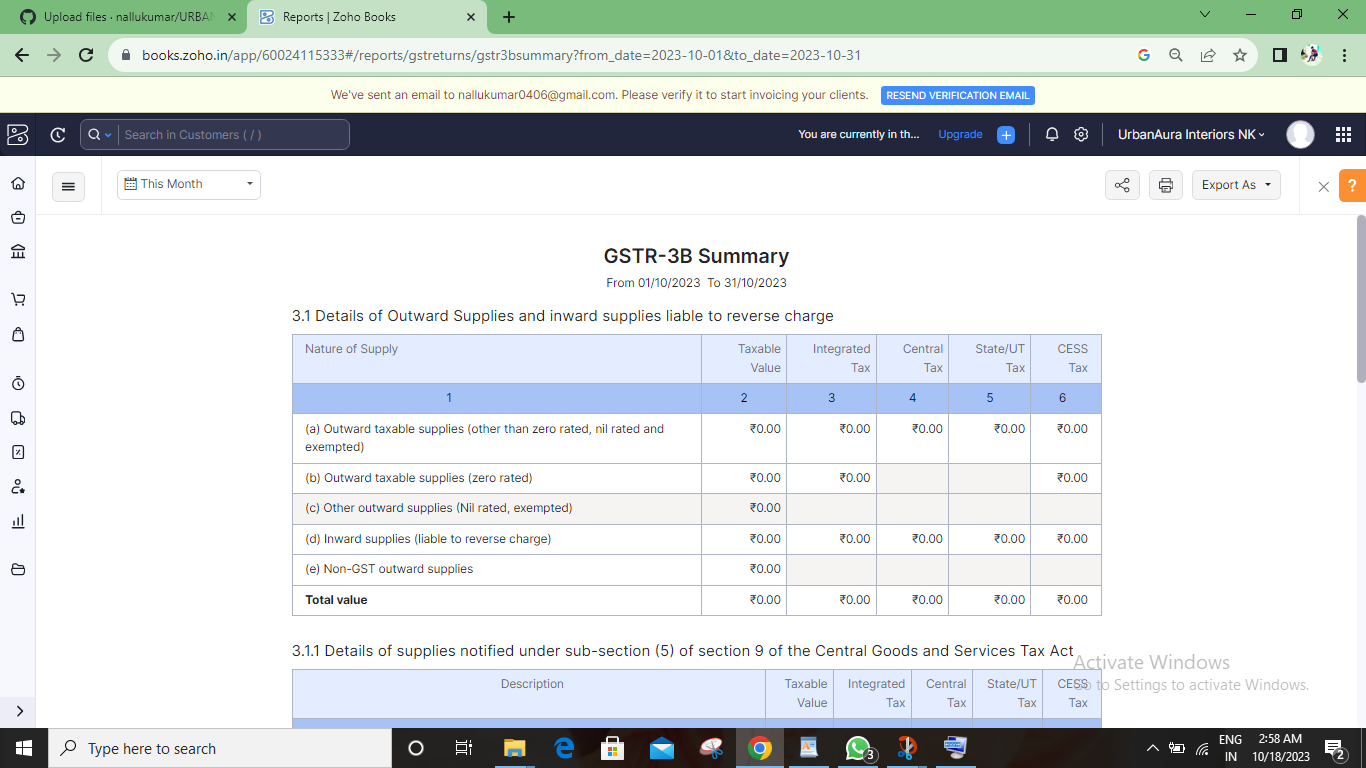 Upload files · nallukumar/URBAN
Reports | Zoho Books
books.zoho.in/app/60024115333#/reports/gstreturns/gstr3bsummary?from_date=2023-10-01&to_date=2023-10-31
We've sent an email to nallukumar0406@gmail.com. Please verify it to start invoicing your clients. RESEND VERIFICATION EMAIL
Search in Customers ( / )
You are currently in th... Upgrade
UrbanAura Interiors NK
This Month
Export As
?
GSTR-3B Summary
From 01/10/2023 To 31/10/2023
3.1 Details of Outward Supplies and inward supplies liable to reverse charge
Nature of Supply Taxable Value Integrated Tax Central Tax State/UT Tax CESS Tax
1 2 3 4 5 6
(a) Outward taxable supplies (other than zero rated, nil rated and exempted) ₹0.00 ₹0.00 ₹0.00 ₹0.00 ₹0.00
(b) Outward taxable supplies (zero rated) ₹0.00 ₹0.00 ₹0.00
(c) Other outward supplies (Nil rated, exempted) ₹0.00
(d) Inward supplies (liable to reverse charge) ₹0.00 ₹0.00 ₹0.00 ₹0.00 ₹0.00
(e) Non-GST outward supplies ₹0.00
Total value ₹0.00 ₹0.00 ₹0.00 ₹0.00 ₹0.00
3.1.1 Details of supplies notified under sub-section (5) of section 9 of the Central Goods and Services Tax Act
Description Taxable Value Integrated Tax Central Tax State/UT Tax CESS Tax
Activate Windows
Go to Settings to activate Windows.
Type here to search
3
ENG
IN
2:58 AM
10/18/2023
2